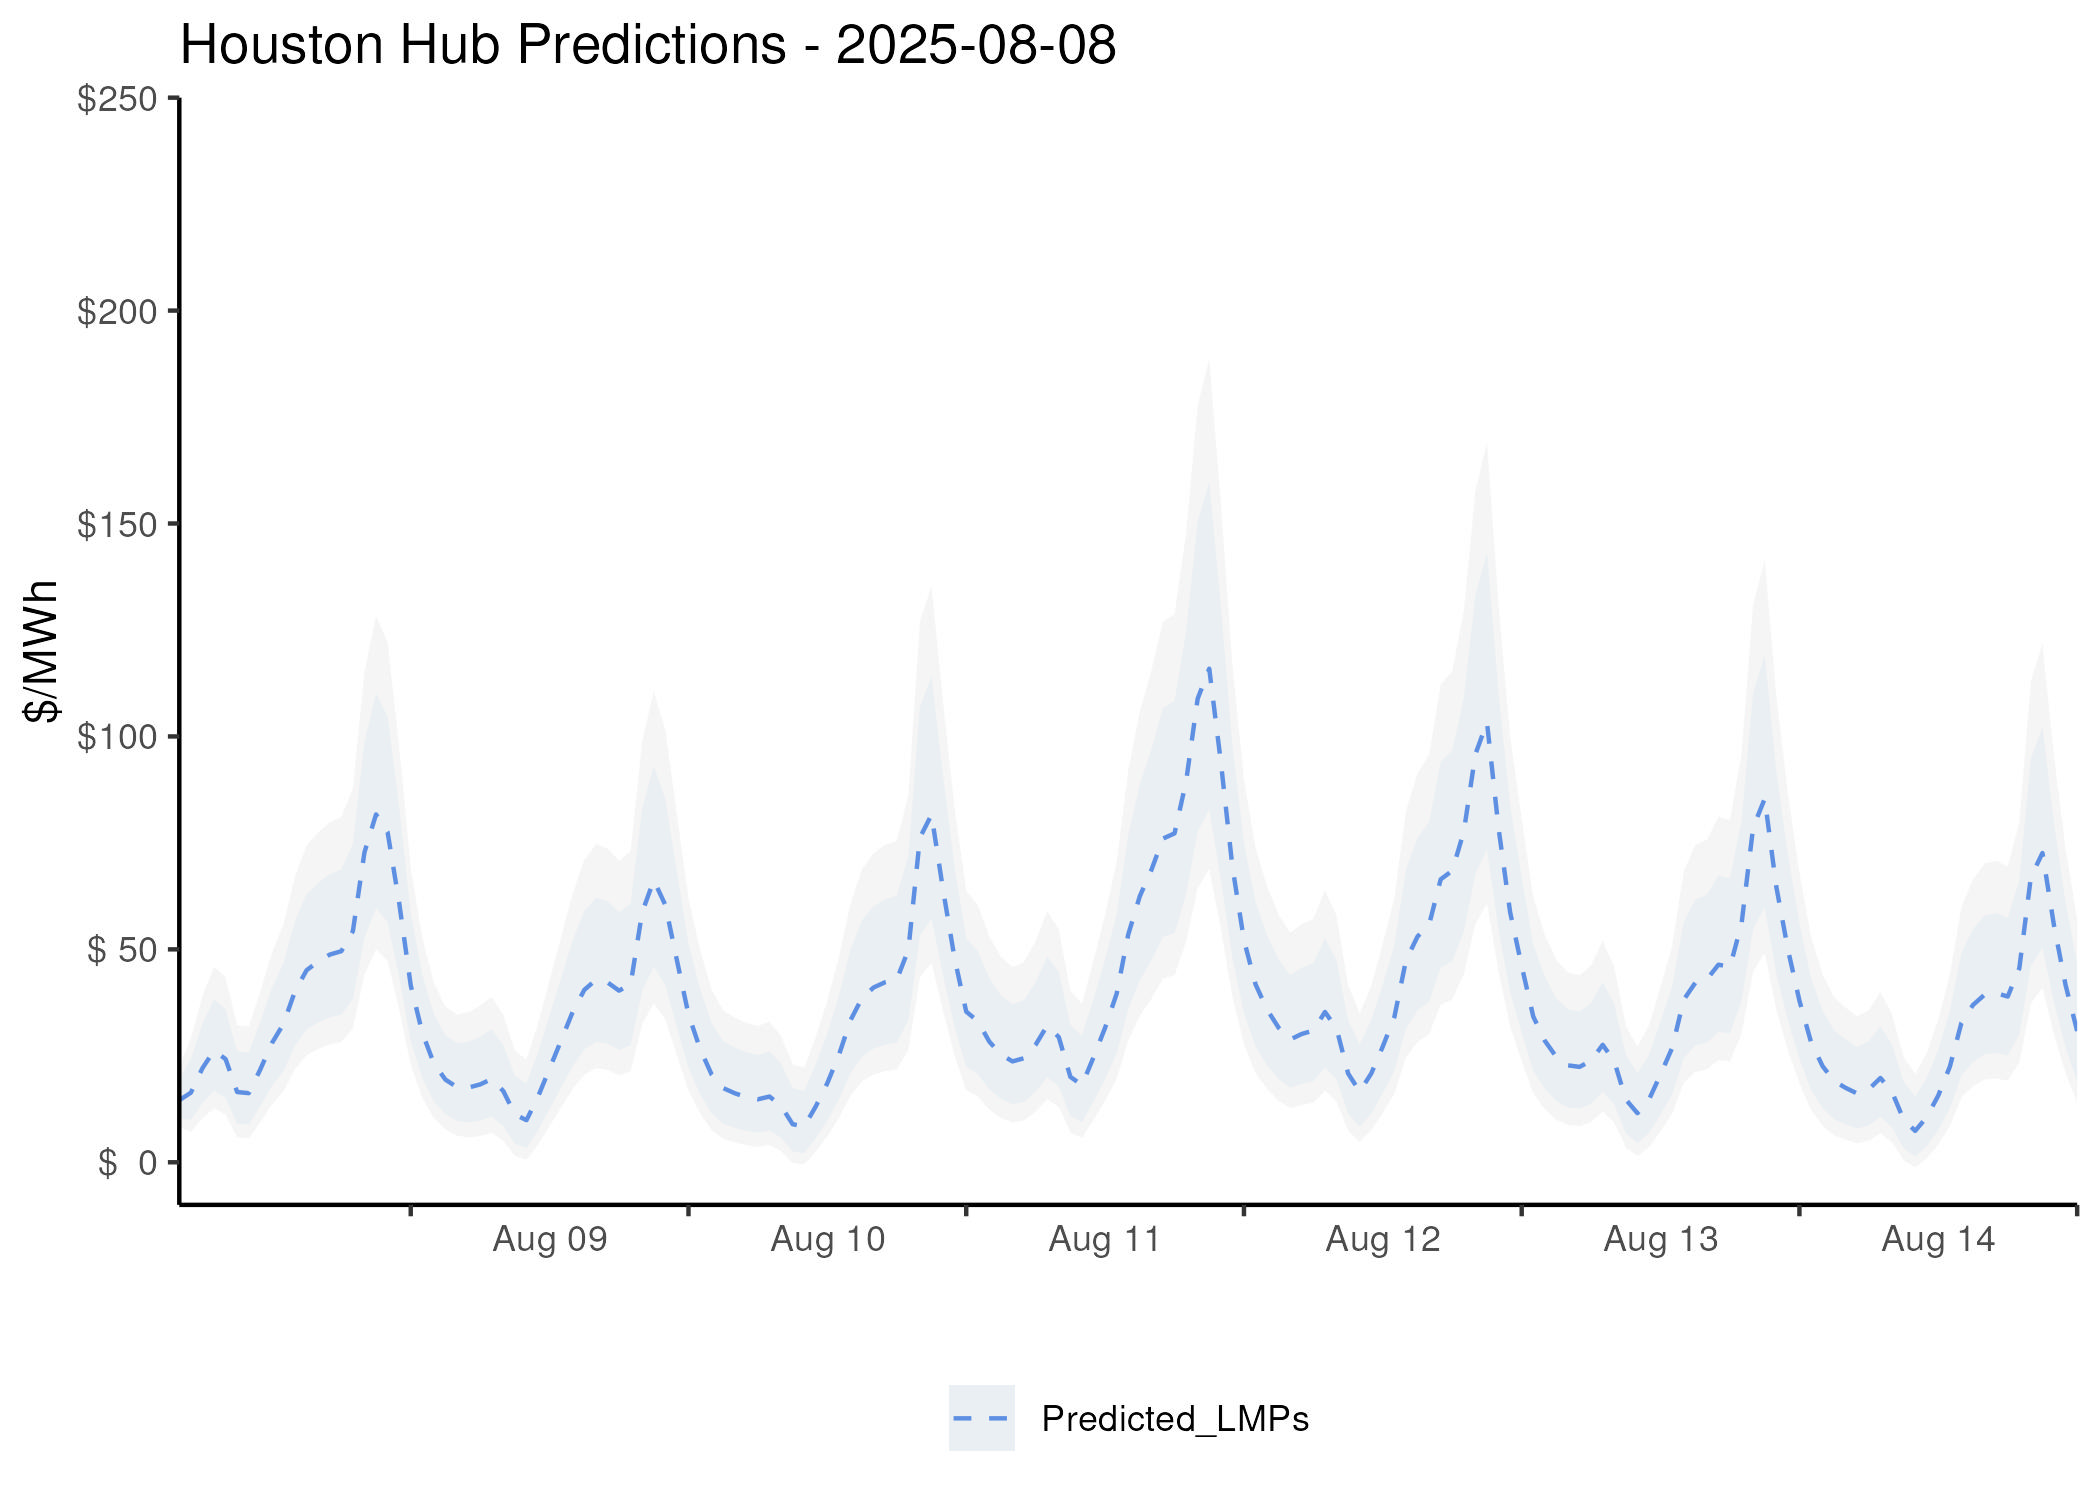 Houston Hub Predictions - 2025-08-08
$250
$200
$150
$100
$ 50
$  0
$/MWh
Aug 09 Aug 10 Aug 11 Aug 12 Aug 13 Aug 14
Predicted_LMPs